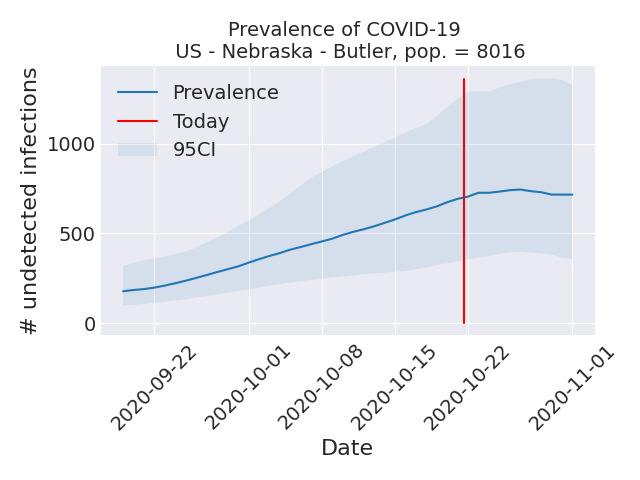 Prevalence of COVID-19
US - Nebraska - Butler, pop. = 8016
Prevalence
Today
95CI
# undetected infections
1000
500
0
2020-09-22
2020-10-01
2020-10-08
2020-10-15
2020-10-22
2020-11-01
Date